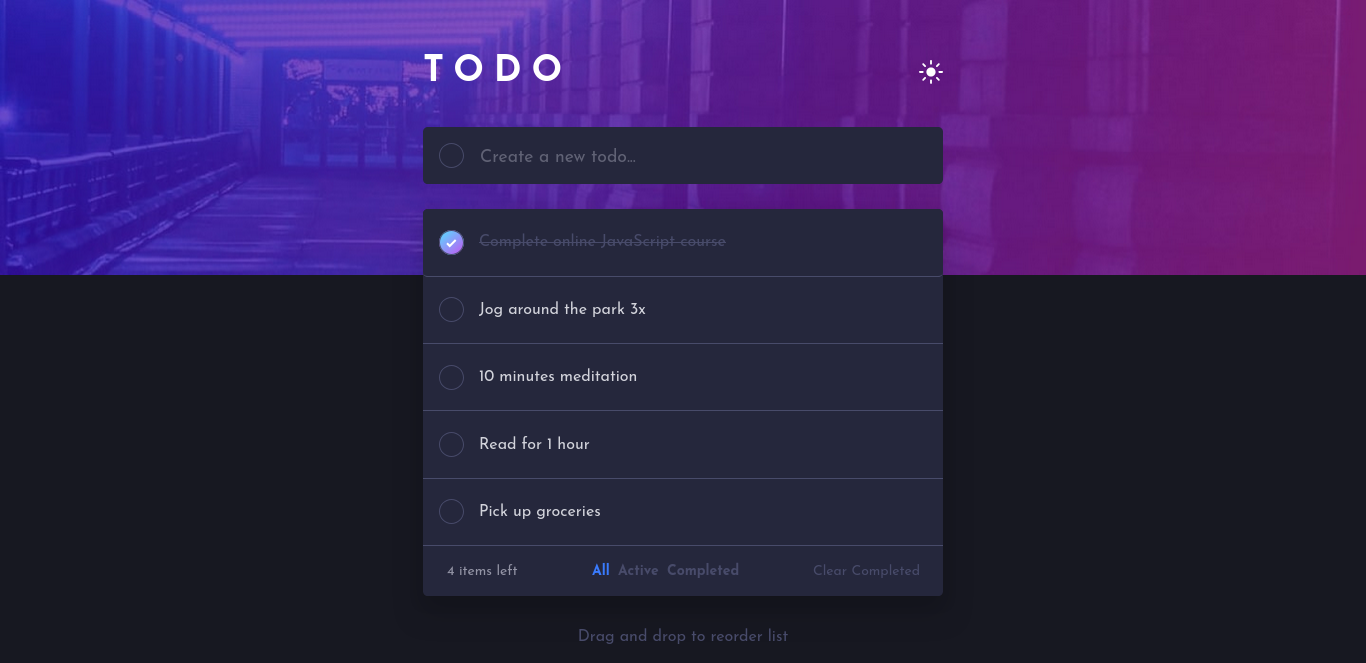 TODO
Create a new todo...
Complete online JavaScript course
Jog around the park 3x
10 minutes meditation
Read for 1 hour
Pick up groceries
4 items left All Active Completed Clear Completed
Drag and drop to reorder list